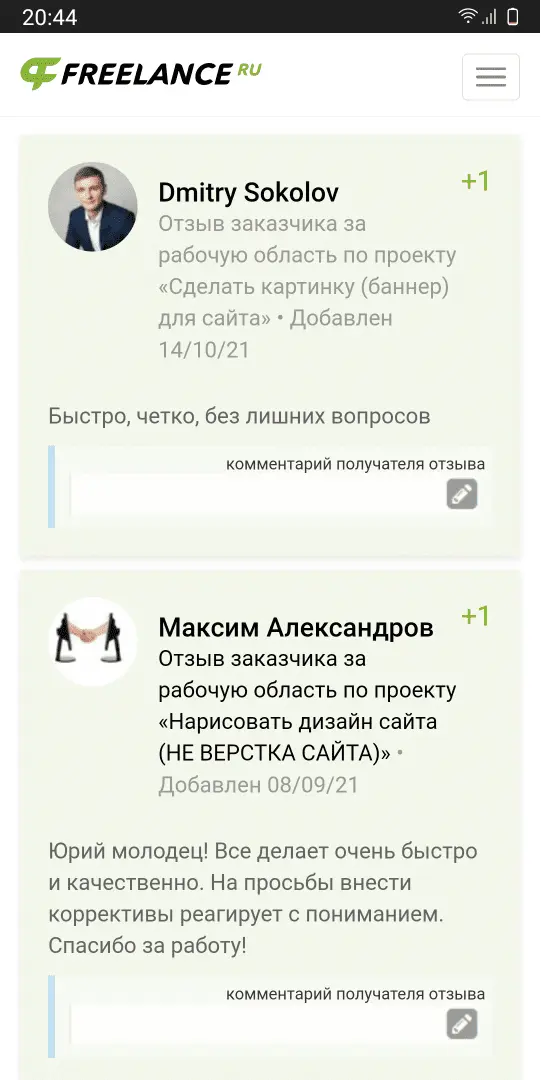 20:44
FREELANCE RU
Dmitry Sokolov
+1
Отзыв заказчика за
рабочую область по проекту
«Сделать картинку (баннер)
для сайта» • Добавлен
14/10/21
Быстро, четко, без лишних вопросов
комментарий получателя отзыва
Максим Александров
+1
Отзыв заказчика за
рабочую область по проекту
«Нарисовать дизайн сайта
(НЕ ВЕРСТКА САЙТА)» •
Добавлен 08/09/21
Юрий молодец! Все делает очень быстро
и качественно. На просьбы внести
коррективы реагирует с пониманием.
Спасибо за работу!
комментарий получателя отзыва